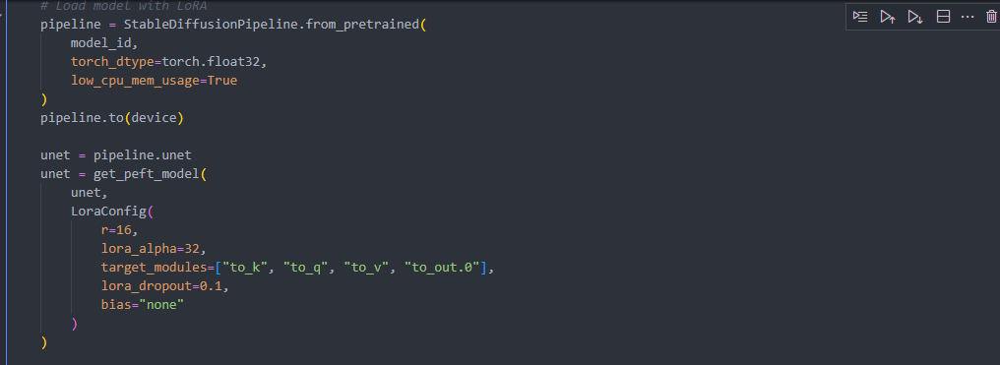 # Load model with LoRA
pipeline = StableDiffusionPipeline.from_pretrained(
    model_id,
    torch_dtype=torch.float32,
    low_cpu_mem_usage=True
)
pipeline.to(device)

unet = pipeline.unet
unet = get_peft_model(
    unet,
    LoraConfig(
        r=16,
        lora_alpha=32,
        target_modules=["to_k", "to_q", "to_v", "to_out.0"],
        lora_dropout=0.1,
        bias="none"
    )
)